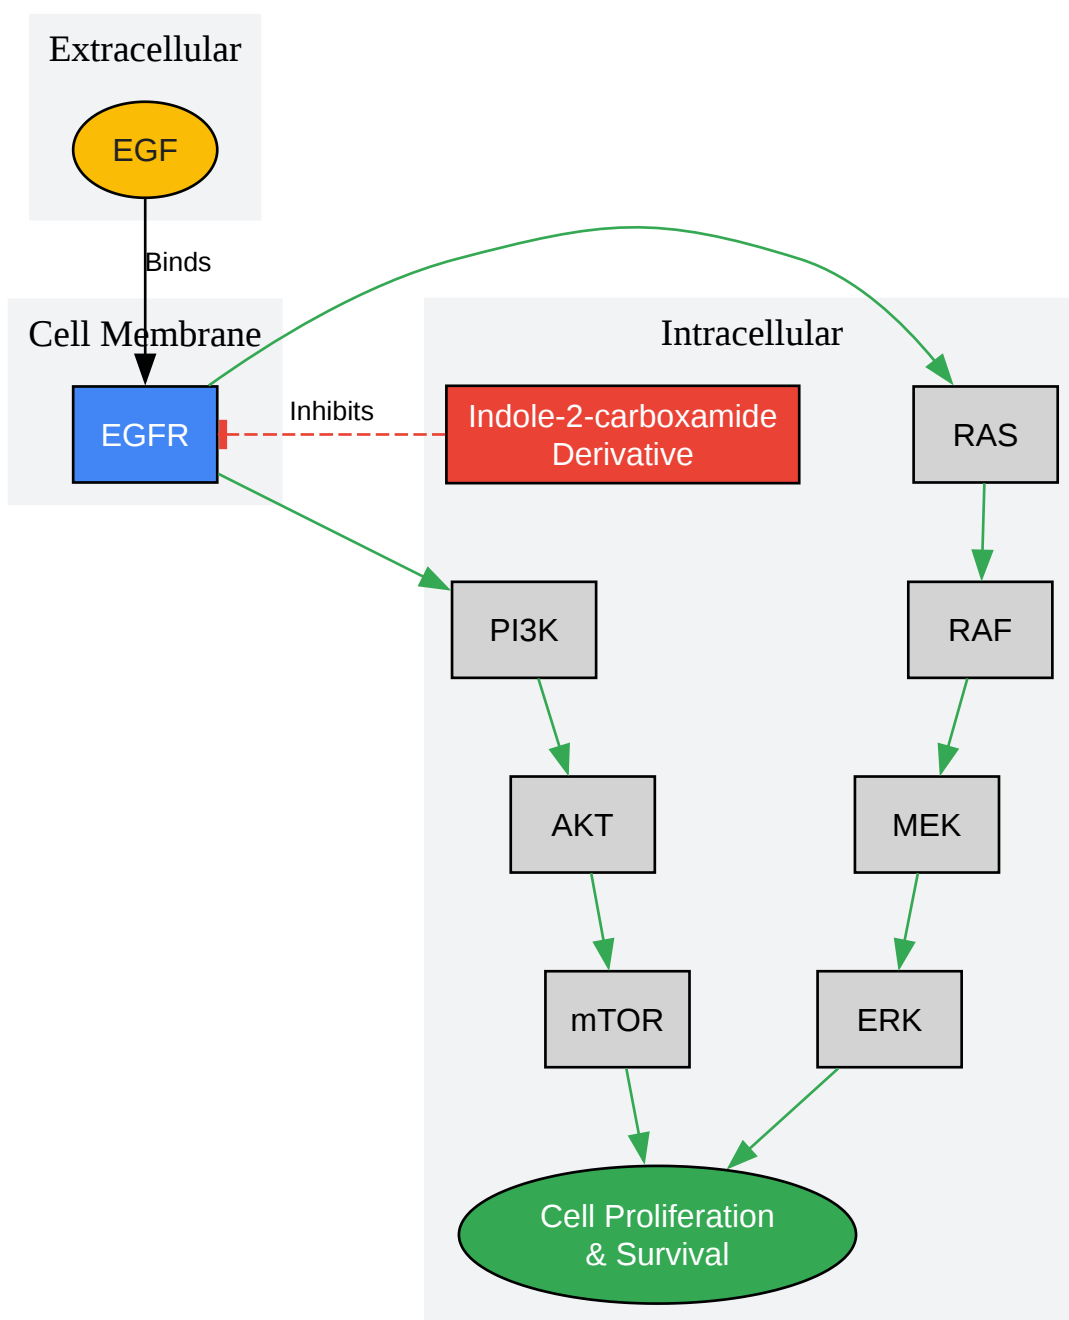 Extracellular
EGF
Binds
Cell Membrane
EGFR
Inhibits
Intracellular
Indole-2-carboxamide
Derivative
RAS
PI3K
RAF
AKT
MEK
mTOR
ERK
Cell Proliferation
& Survival